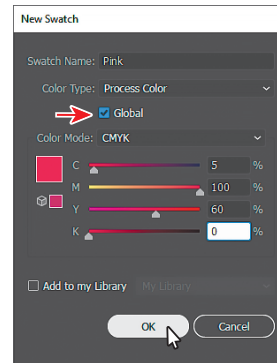 New Swatch
Swatch Name: Pink
Color Type: Process Color
Global
Color Mode: CMYK
C 5 %
M 100 %
Y 60 %
K 0 %
Add to my Library My Library
OK Cancel